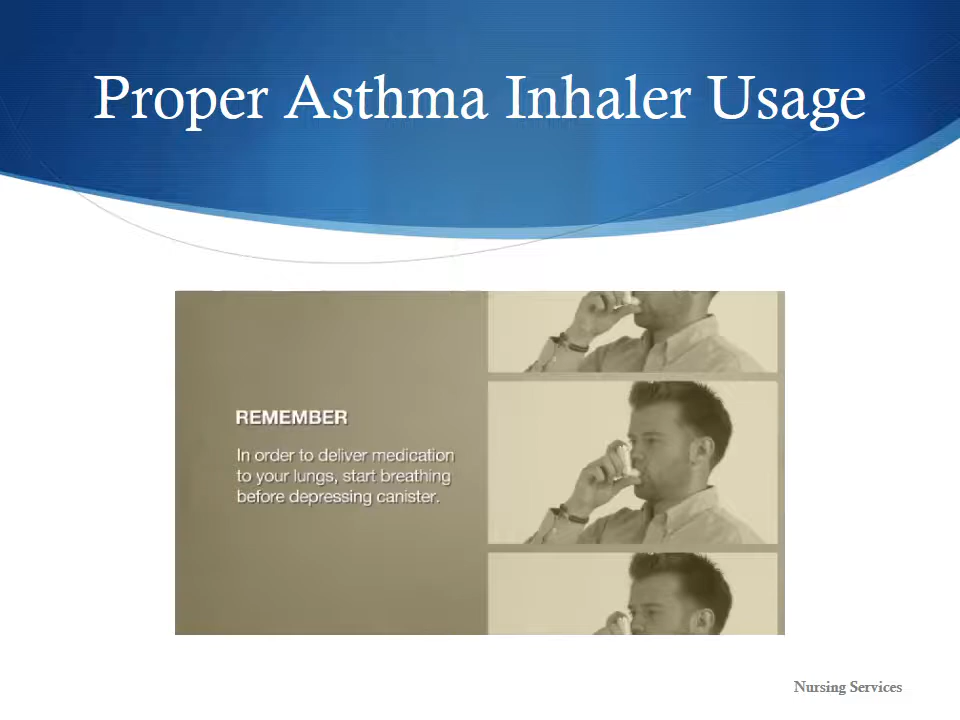 Proper Asthma Inhaler Usage
REMEMBER
In order to deliver medication
to your lungs, start breathing
before depressing canister.
Nursing Services